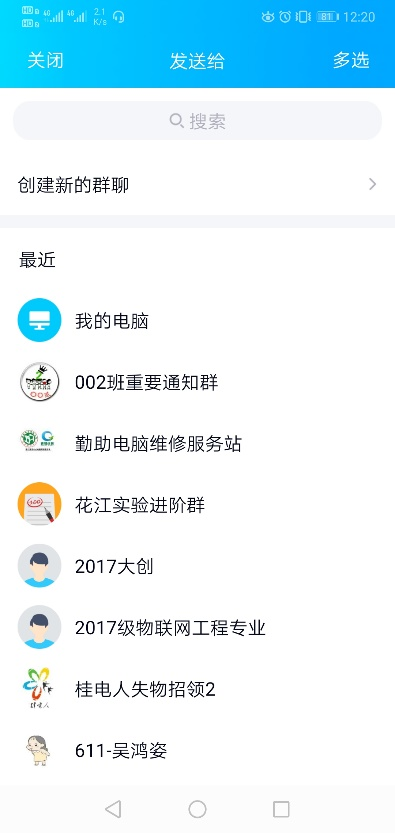 4G 4G 2.1 K/s 81 12:20
关闭 发送给 多选
搜索
创建新的群聊
最近
我的电脑
002班重要通知群
勤助电脑维修服务站
100
花江实验进阶群
2017大创
2017级物联网工程专业
桂电人失物招领2
611-吴鸿姿